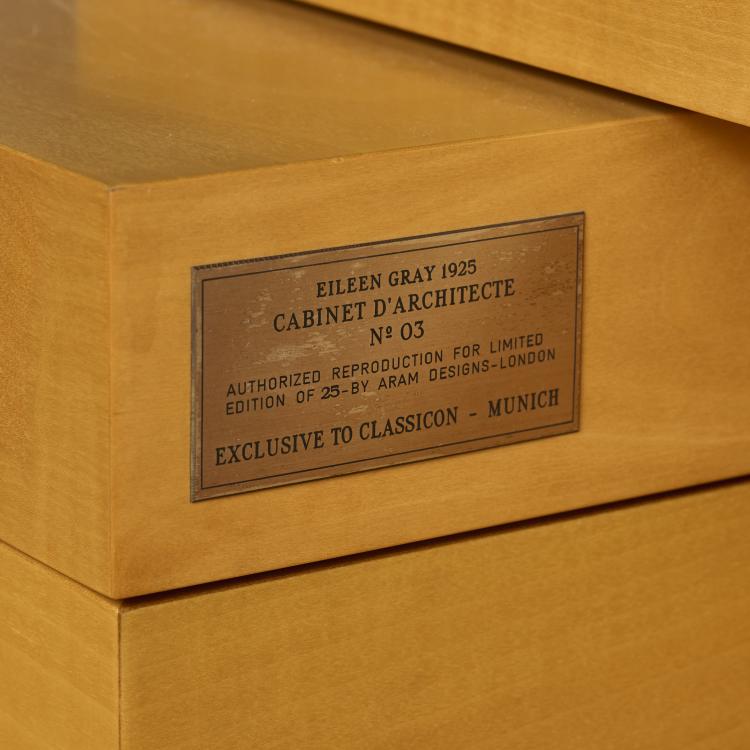 EILEEN GRAY 1925
CABINET D'ARCHITECTE
Nº 03
AUTHORIZED REPRODUCTION FOR LIMITED
EDITION OF 25-BY ARAM DESIGNS-LONDON
EXCLUSIVE TO CLASSICON - MUNICH